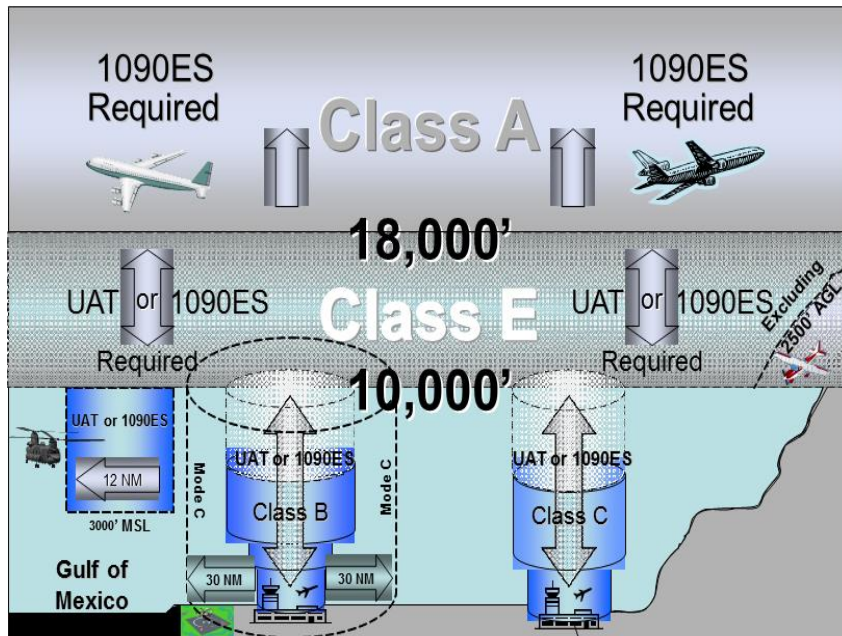 1090ES
Required
Class A
1090ES
Required
18,000’
UAT or 1090ES
Required
Class E
UAT or 1090ES
Required
Excluding
2500’ AGL
10,000’
UAT or 1090ES
12 NM
3000’ MSL
Gulf of
Mexico
Mode C
UAT or 1090ES
Class B
30 NM
30 NM
Mode C
UAT or 1090ES
Class C